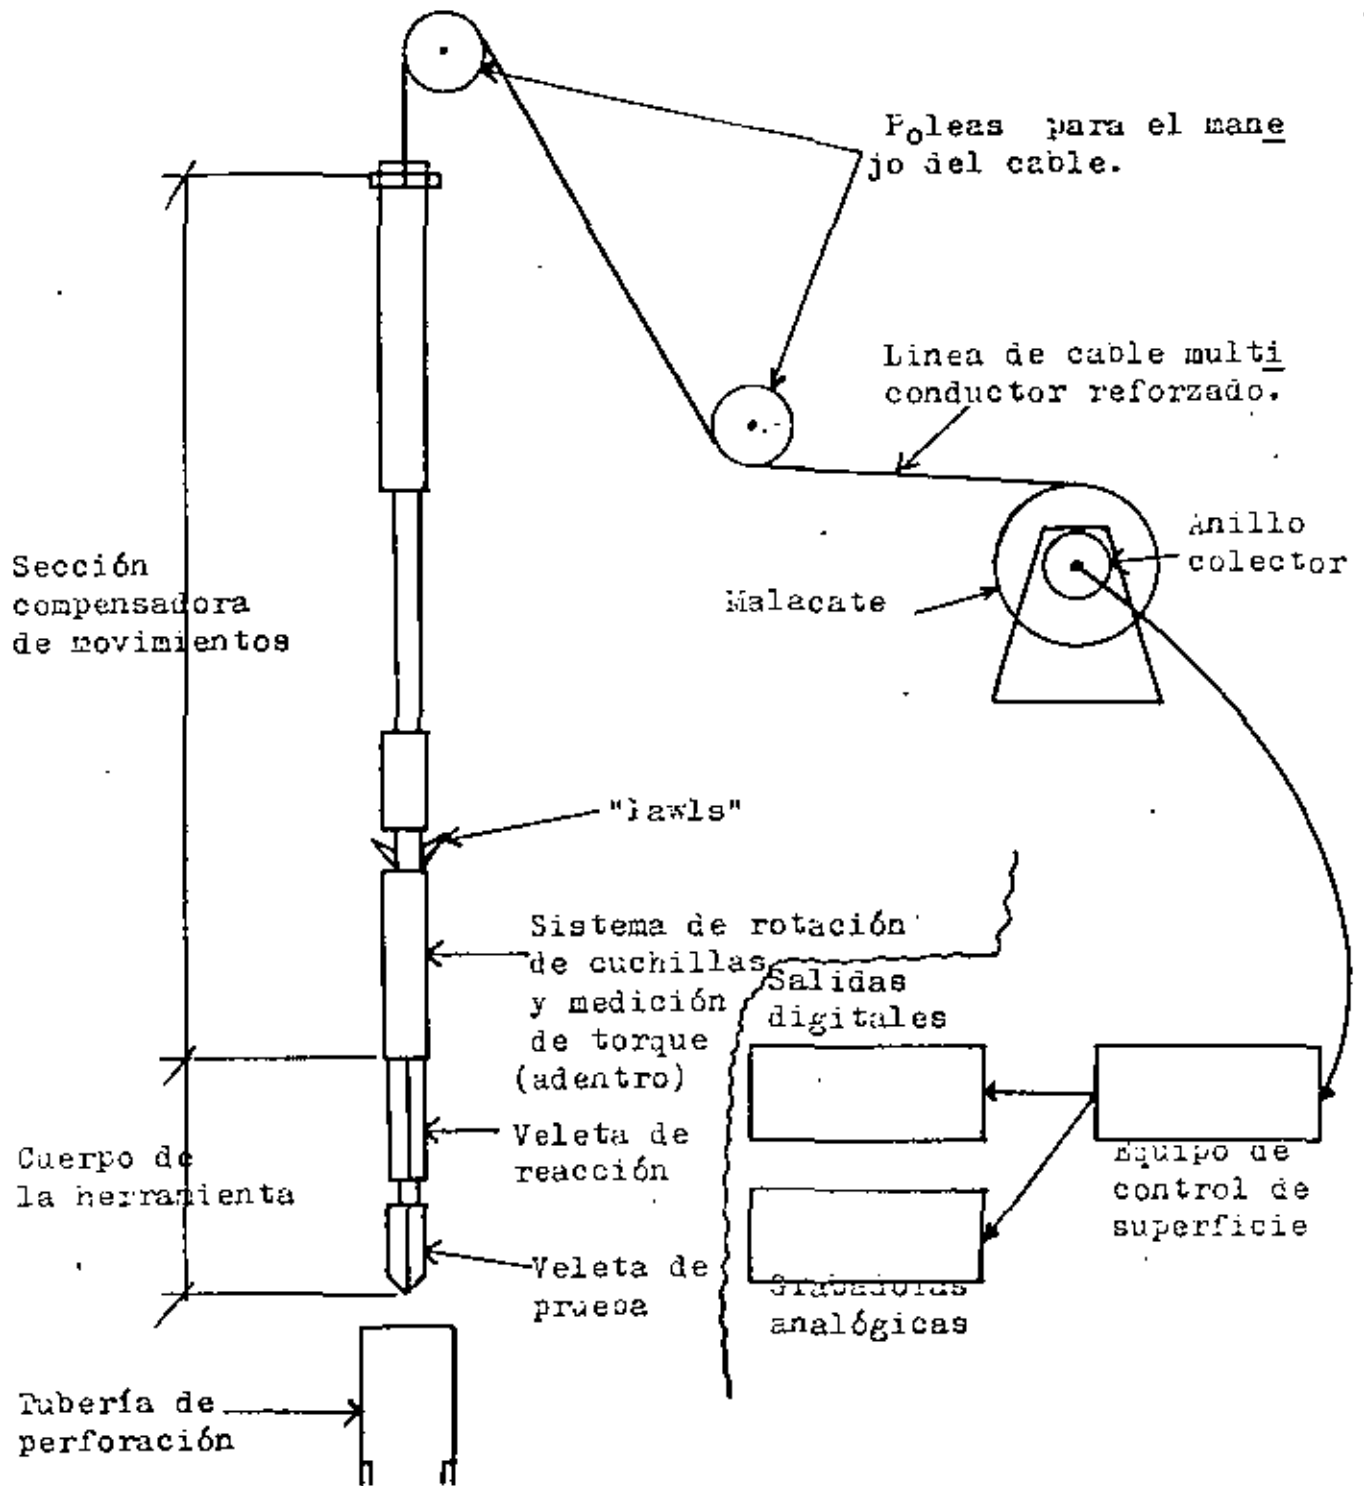 Poleas para el mane
jo del cable.
Linea de cable multi
conductor reforzado.
Anillo
colector
Malacate
Sección
compensadora
de movimientos
"Pawls"
Sistema de rotación
de cuchillas
y medición
de torque
(adentro)
Salidas
digitales
Veleta de
reacción
Cuerpo de
la herramienta
Equipo de
control de
superficie
Veleta de
prueba
Grabadoras
analógicas
Tubería de
perforación